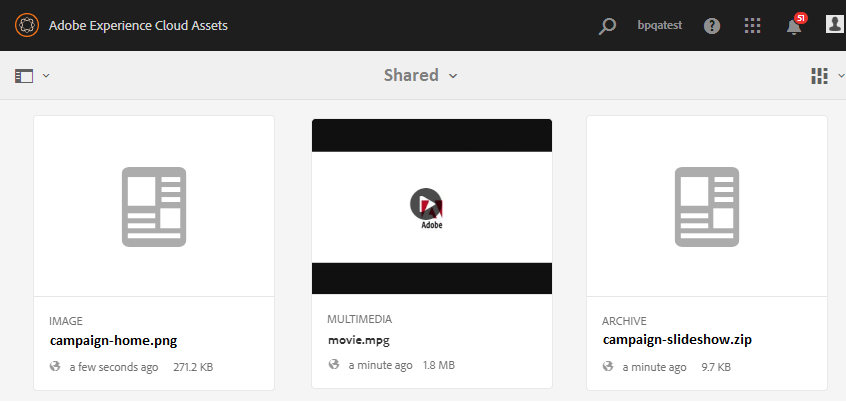 Adobe Experience Cloud Assets
bpqatest
51
Shared
Adobe
IMAGE
campaign-home.png
a few seconds ago 271.2 KB
MULTIMEDIA
movie.mpg
a minute ago 1.8 MB
ARCHIVE
campaign-slideshow.zip
a minute ago 9.7 KB